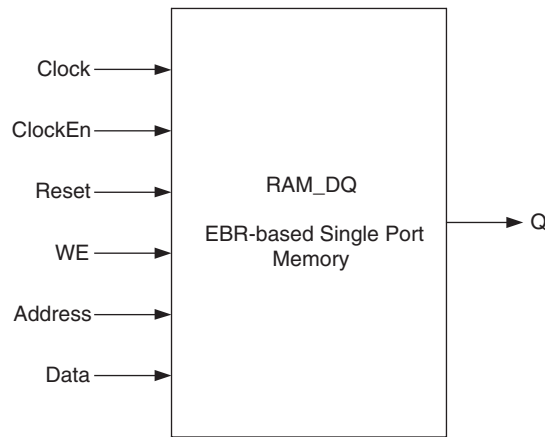 Clock
ClockEn
Reset
WE
Address
Data
RAM_DQ
EBR-based Single Port
Memory
Q